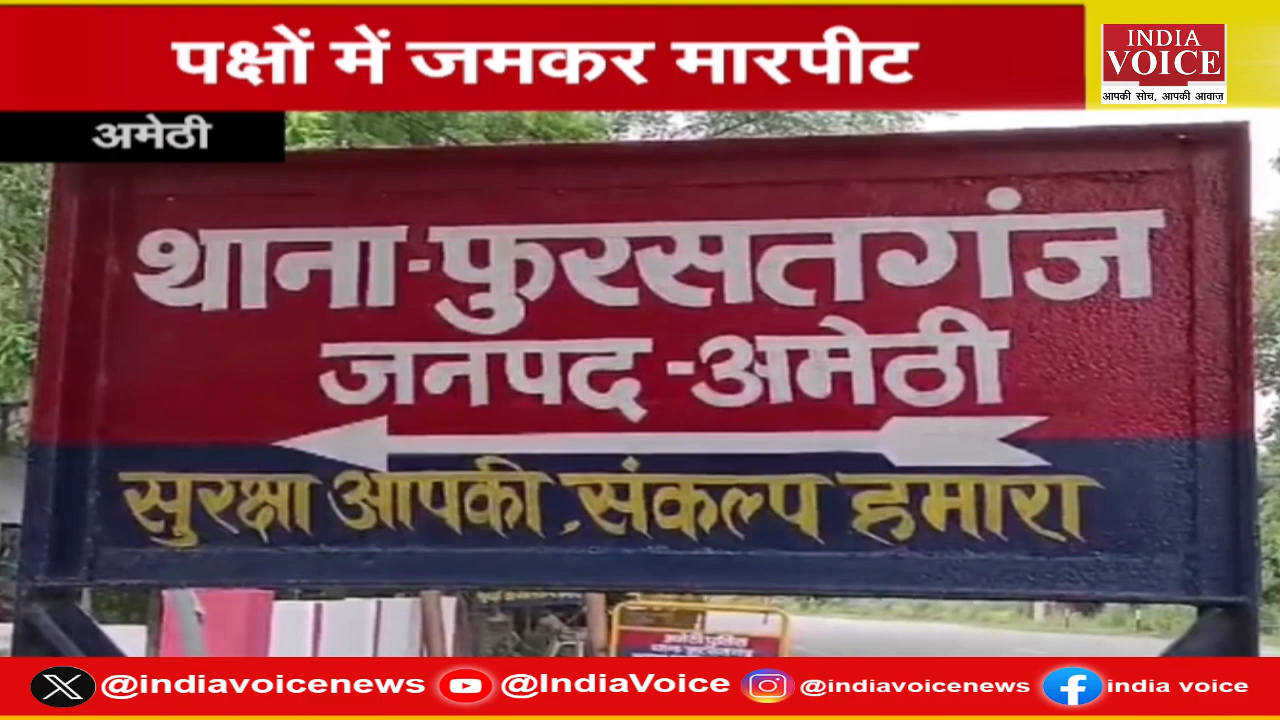 पक्षों में जमकर मारपीट
INDIA
VOICE
आपकी सोच, आपकी आवाज़
अमेठी
थाना-फुरसतगंज
जनपद-अमेठी
सुरक्षा आपकी, संकल्प हमारा
अमेठी पुलिस
@indiavoicenews @IndiaVoice @indiavoicenews india voice